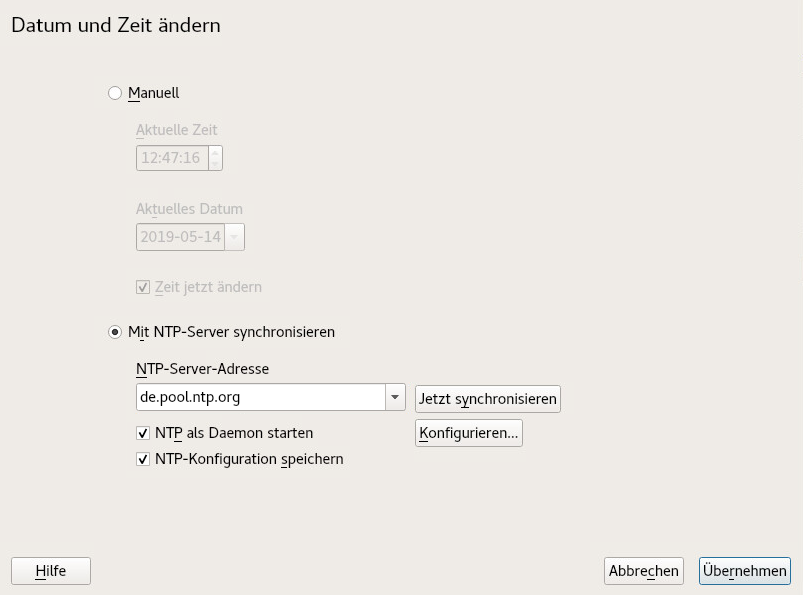 Datum und Zeit ändern
Manuell
Aktuelle Zeit
12:47:16
Aktuelles Datum
2019-05-14
Zeit jetzt ändern
Mit NTP-Server synchronisieren
NTP-Server-Adresse
de.pool.ntp.org
Jetzt synchronisieren
NTP als Daemon starten
Konfigurieren...
NTP-Konfiguration speichern
Hilfe
Abbrechen
Übernehmen